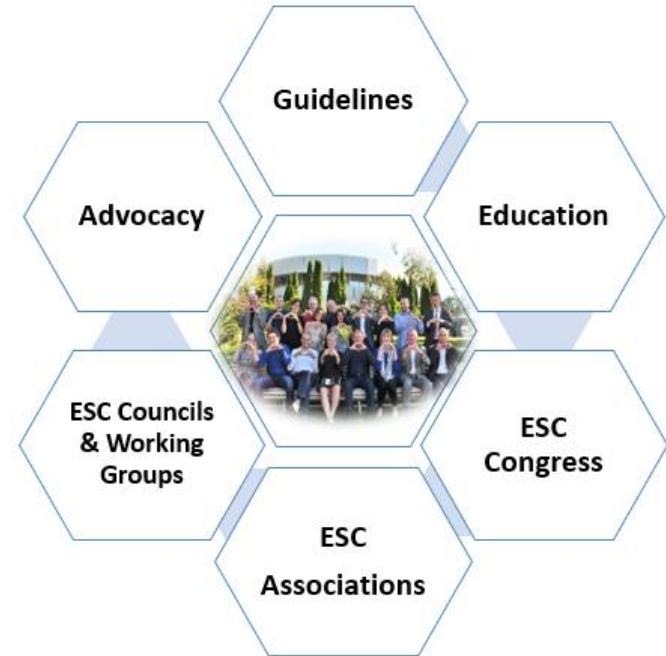 Guidelines
Advocacy
Education
ESC Councils
& Working
Groups
ESC
Congress
ESC
Associations